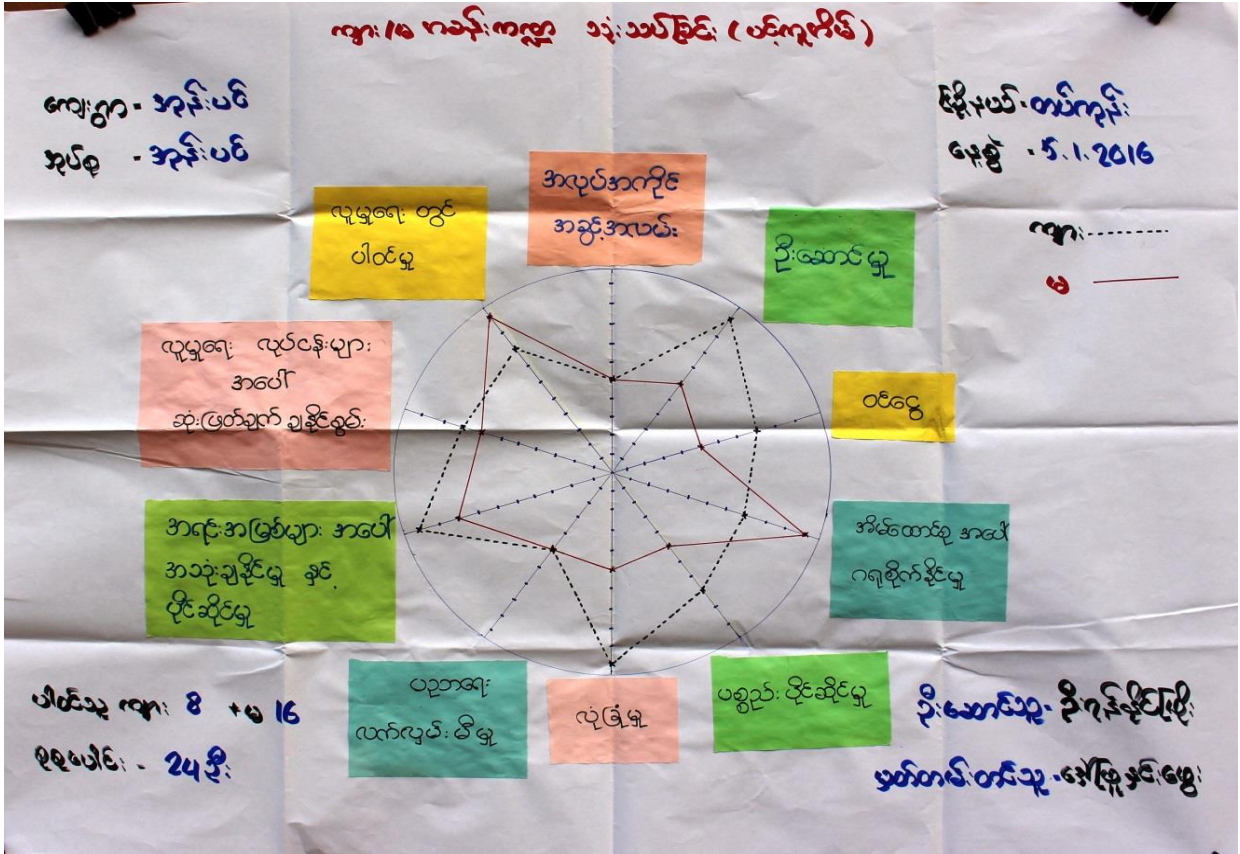 ကျား/မ ကခန်းကဏ္ဍ သုံးသပ်ခြင်း (ပင့်ကူအိမ်)
ကျေးရွာ - အုန်းပင်
အုပ်စု - အုန်းပင်
မြို့နယ် - တပ်ကုန်း
နေ့စွဲ - 5.1.2016
ကျား
မ
အလုပ်အကိုင်
အခွင့်အလမ်း
လူမှုရေး တွင်
ပါဝင်မှု
ဦးဆောင်မှု
လူမှုရေး လုပ်ငန်းများ
အပေါ်
ဆုံးဖြတ်ချက် ချနိုင်စွမ်း
ဝင်ငွေ
အရင်းအမြစ်များ အပေါ်
အသုံးချနိုင်မှု နှင့်
ပိုင်ဆိုင်မှု
အိမ်ထောင်စု အပေါ်
ဂရုစိုက်နိုင်မှု
ပညာရေး
လက်လှမ်းမီမှု
လုံခြုံမှု
ပစ္စည်းပိုင်ဆိုင်မှု
ပါဝင်သူ ကျား 8 + မ 16
စုစုပေါင်း - 24 ဦး
ဦးဆောင်သူ - ဦးဂုန်နိုင်ဖြိုး
မှတ်တမ်းတင်သူ - ဒေါ်ဖြူနှင်းဖွေး